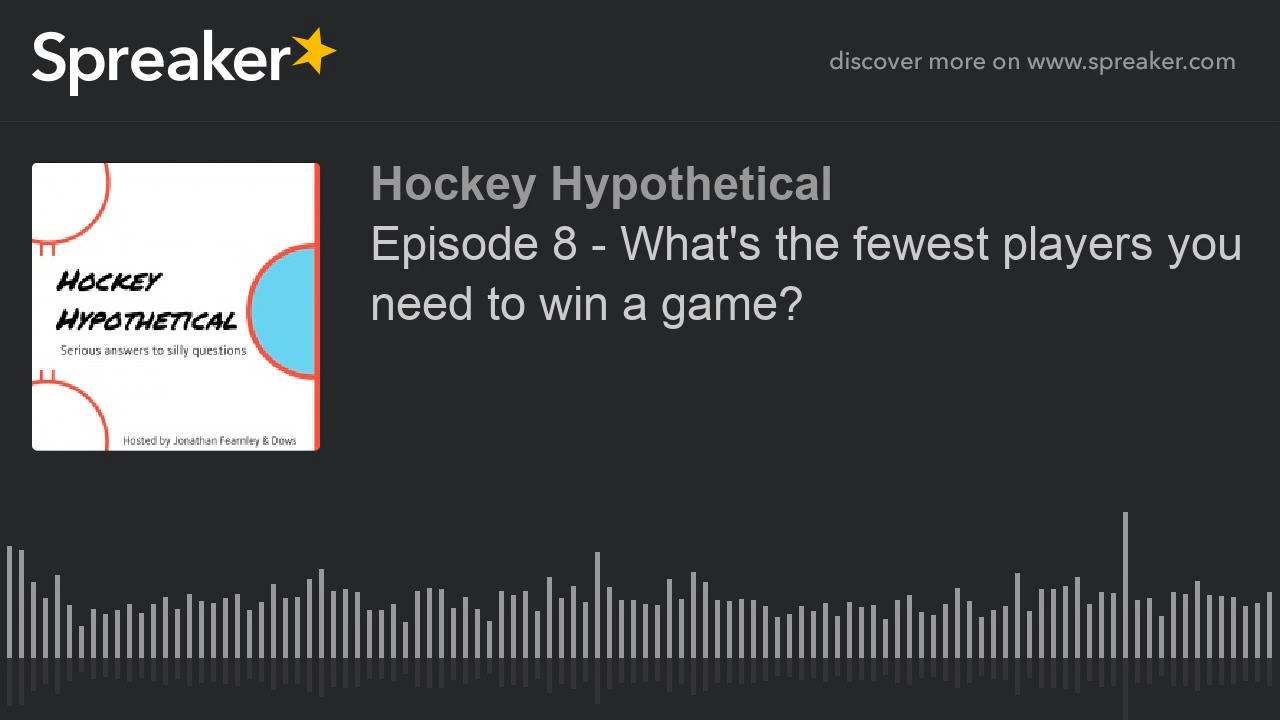 Spreaker
discover more on www.spreaker.com
Hockey Hypothetical
Episode 8 - What's the fewest players you
need to win a game?
HOCKEY
HYPOTHETICAL
Serious answers to silly questions
Hosted by Jonathan Fearnley & Dows